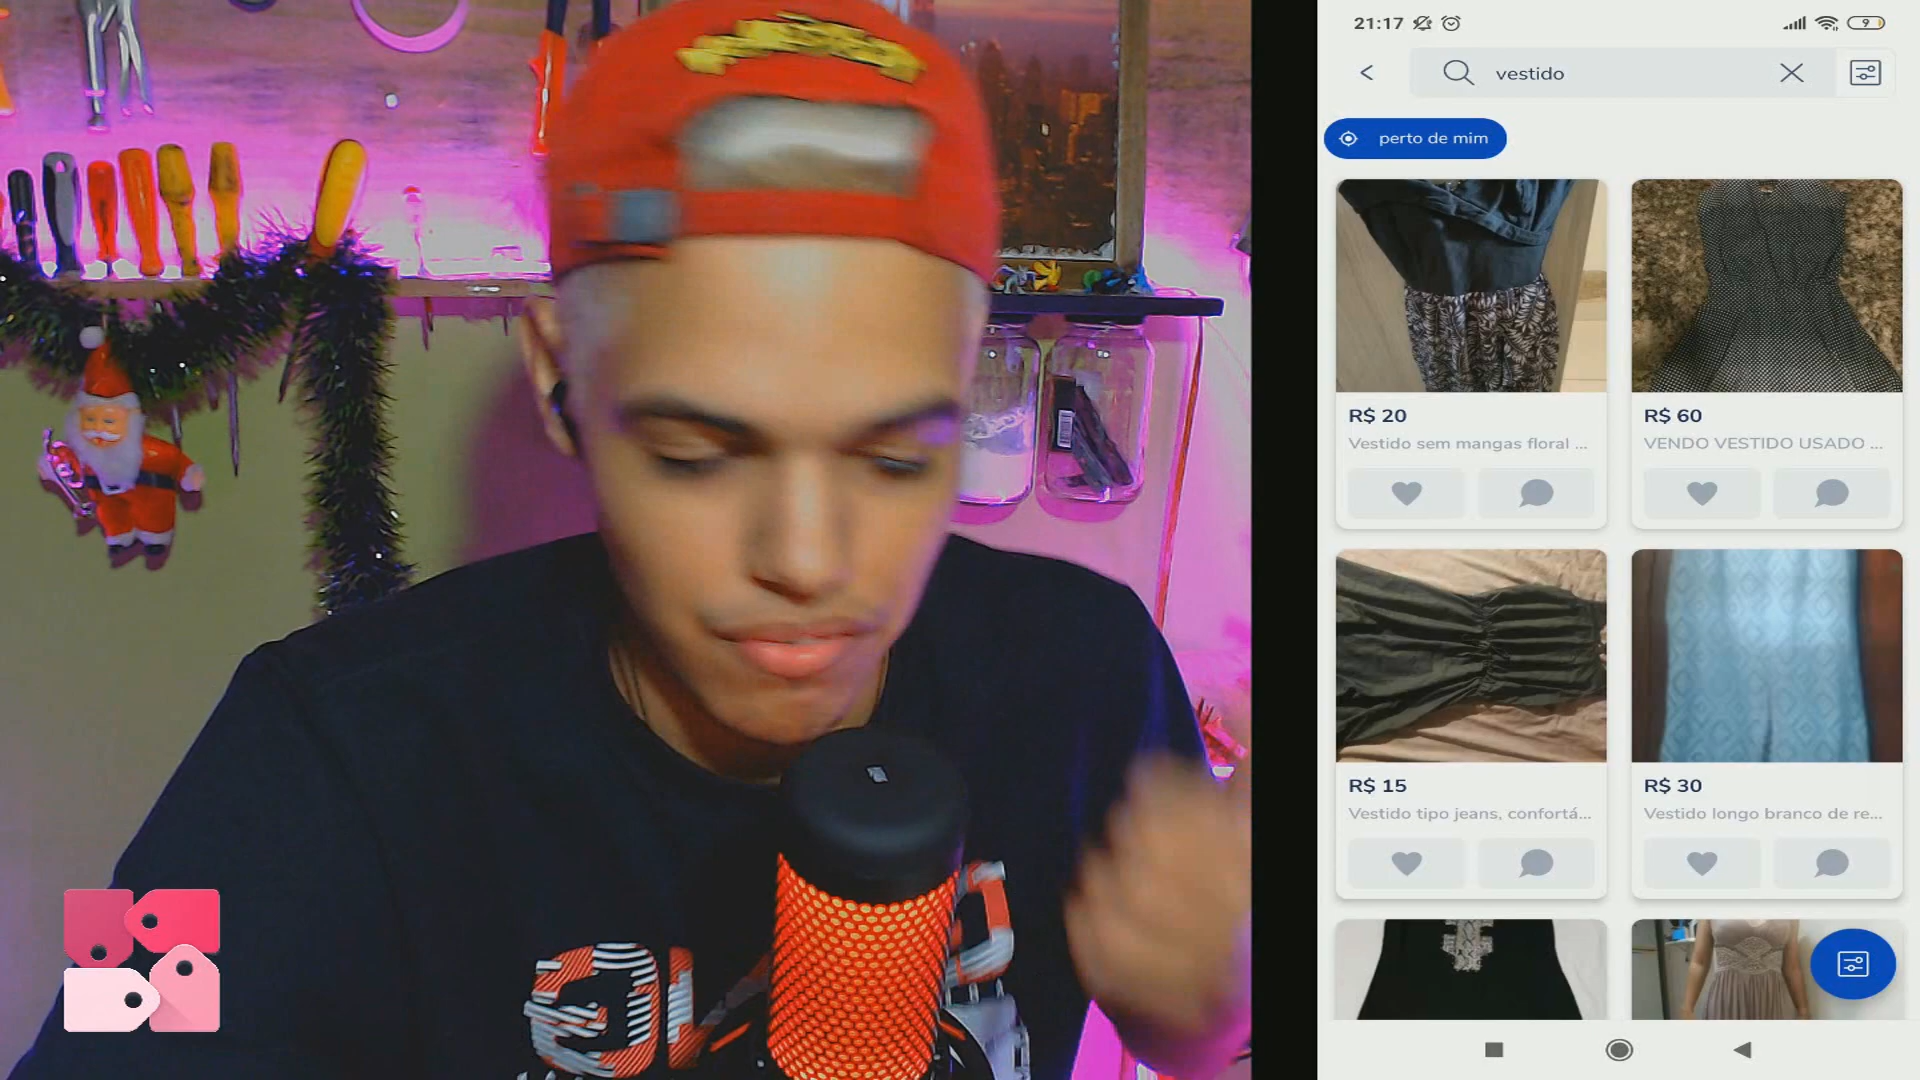 21:17
9
vestido
perto de mim
R$ 20
Vestido sem mangas floral ...
R$ 60
VENDO VESTIDO USADO ...
R$ 15
Vestido tipo jeans, confortá...
R$ 30
Vestido longo branco de re...